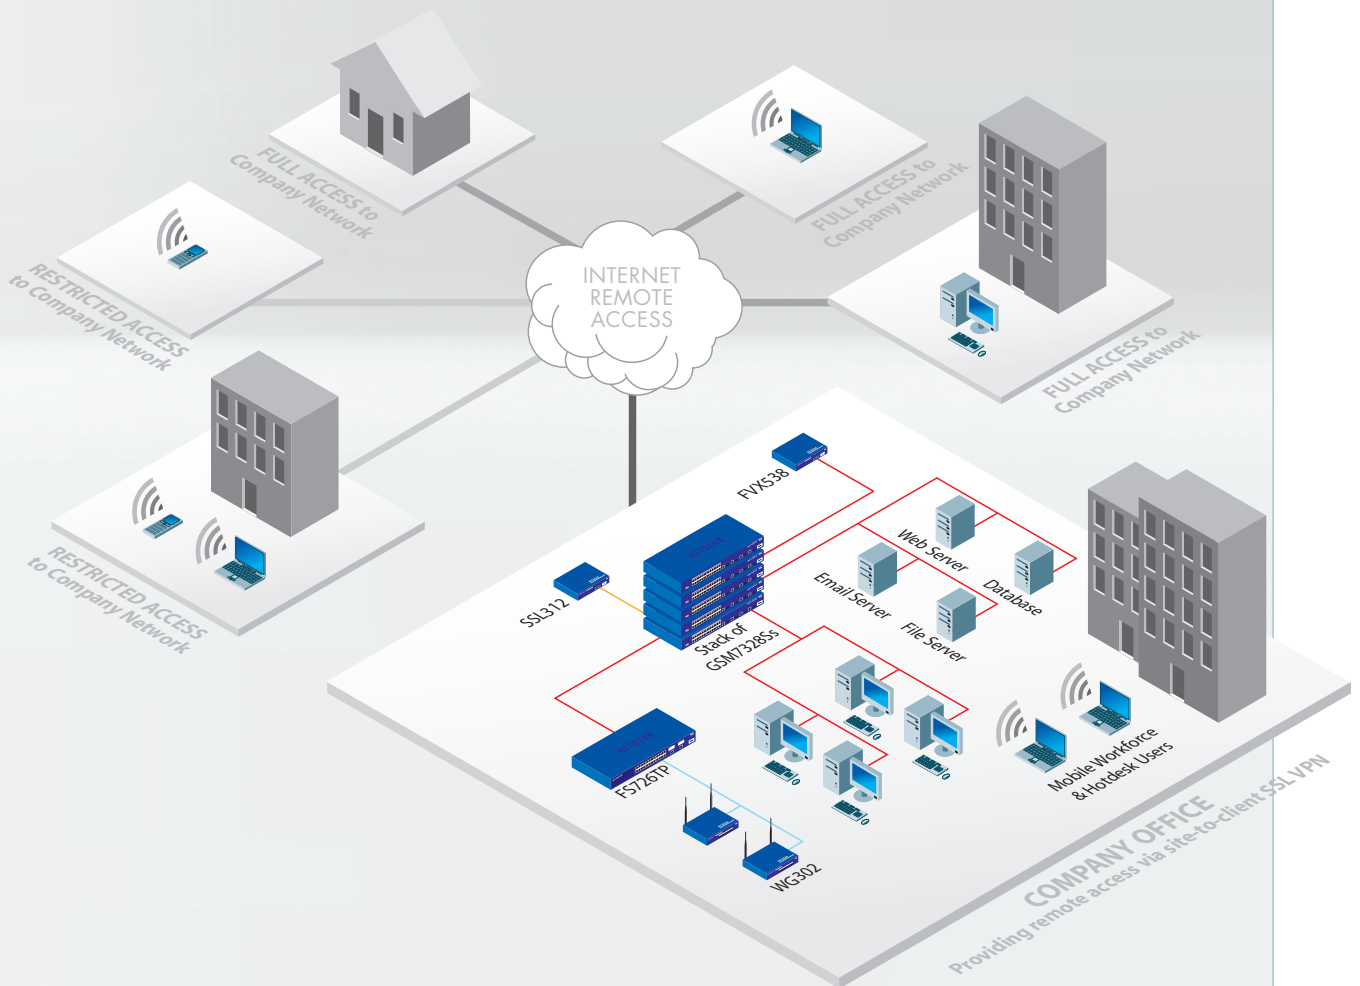 FULL ACCESS to
Company Network
FULL ACCESS to
Company Network
RESTRICTED ACCESS
to Company Network
INTERNET
REMOTE
ACCESS
FULL ACCESS to
Company Network
RESTRICTED ACCESS
to Company Network
FVX538
Web Server
Database
Email Server
File Server
SSL312
NETGEAR
Stack of
GSM7328Ss
NETGEAR
FS726TP
WG302
Mobile Workforce
& Hotdesk Users
COMPANY OFFICE
Providing remote access via site-to-client SSL VPN